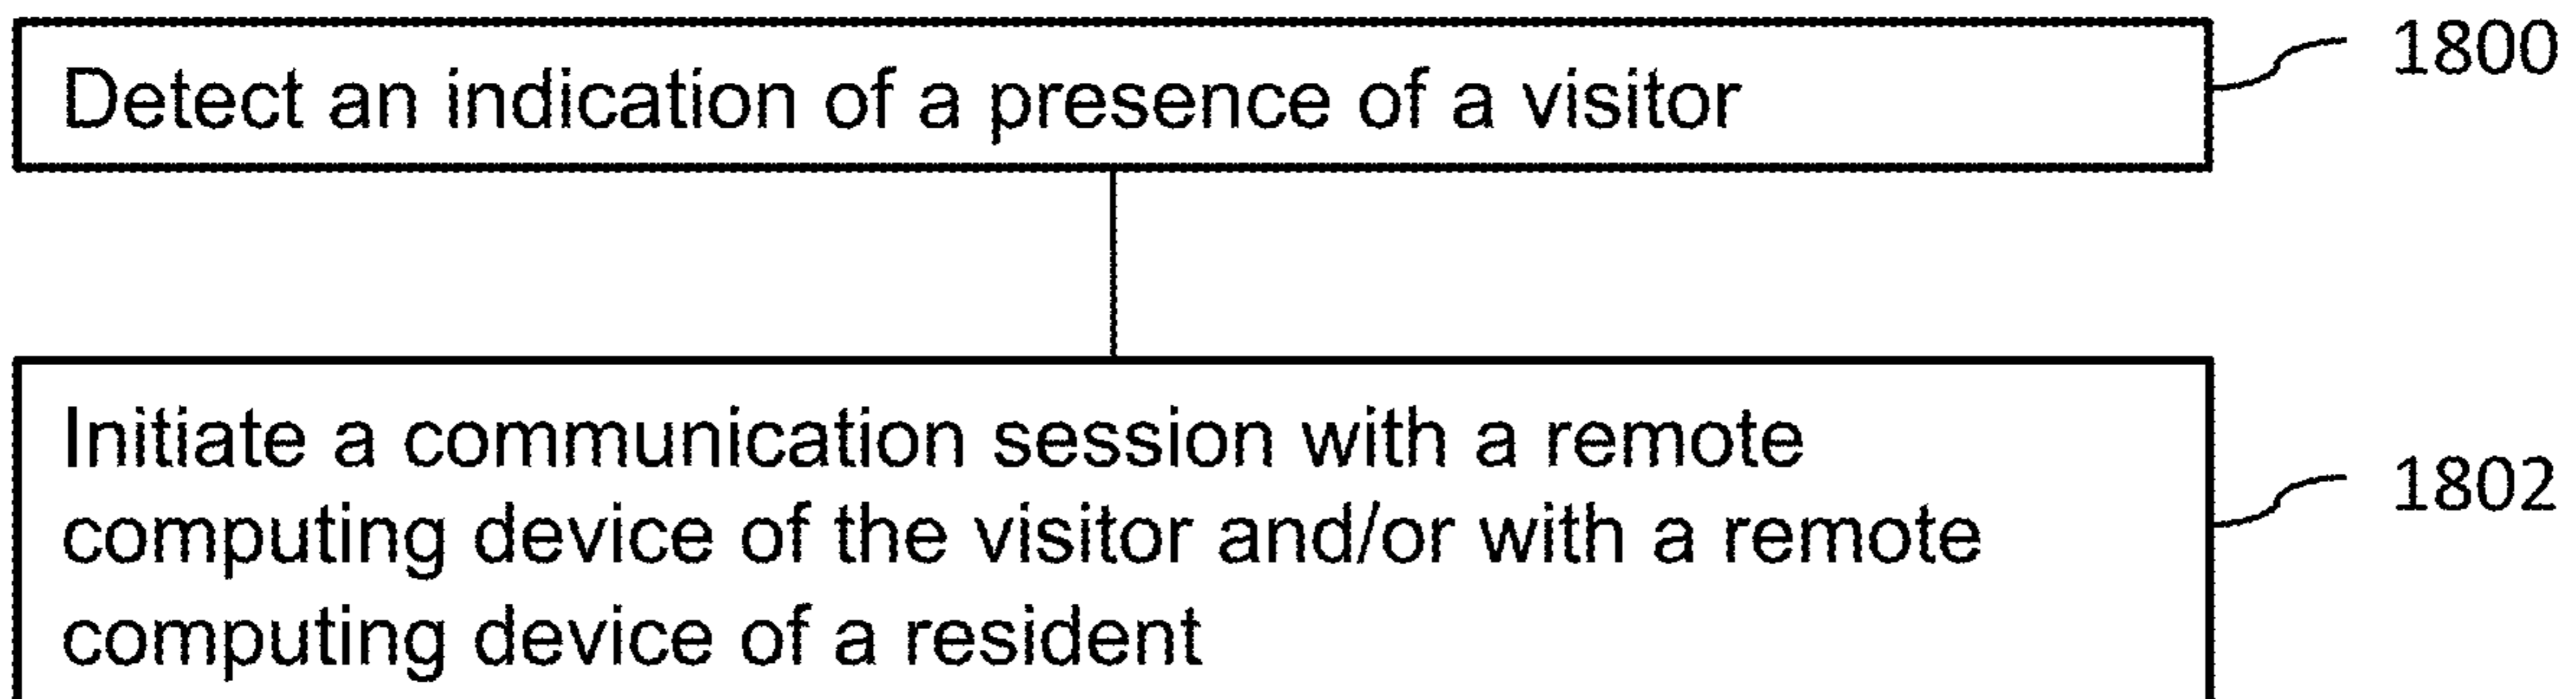 Detect an indication of a presence of a visitor
1800
Initiate a communication session with a remote
computing device of the visitor and/or with a remote
computing device of a resident
1802